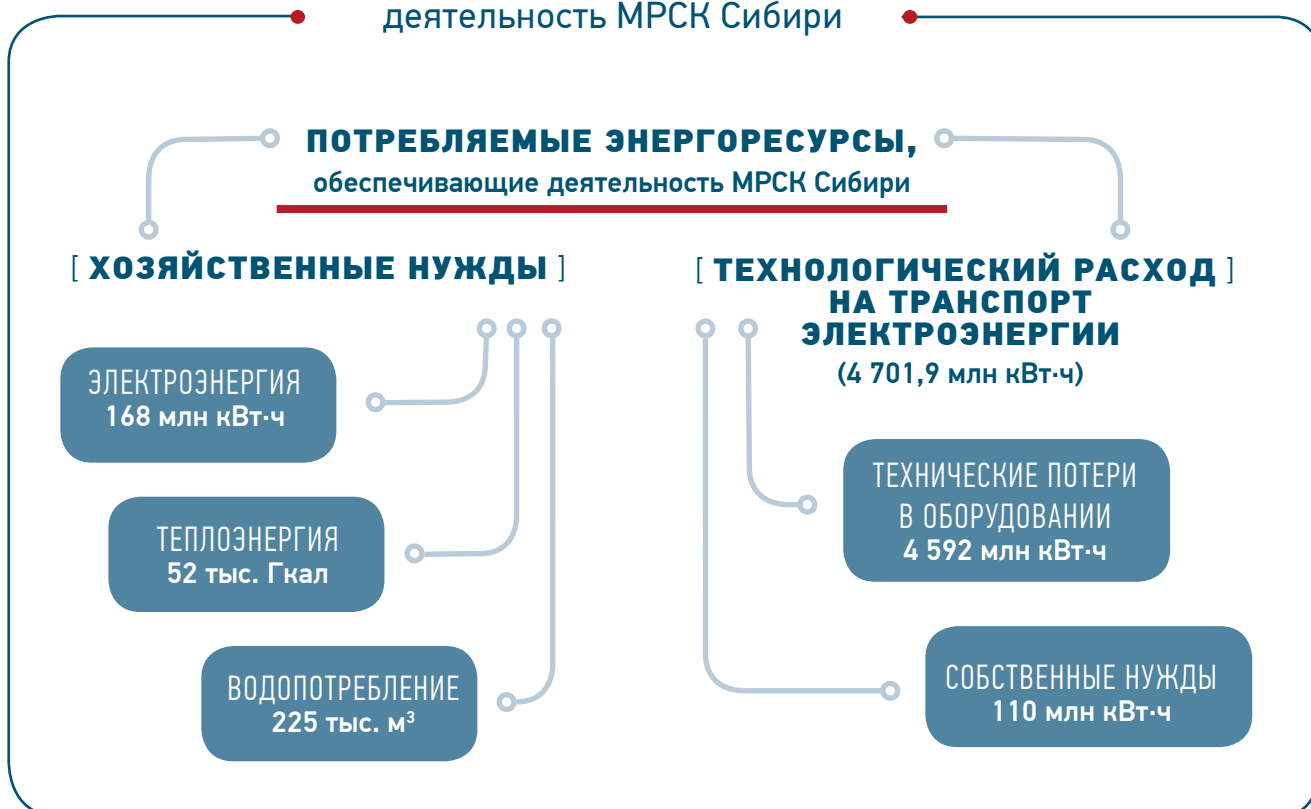 деятельность МРСК Сибири
ПОТРЕБЛЯЕМЫЕ ЭНЕРГОРЕСУРСЫ,
обеспечивающие деятельность МРСК Сибири
[ ХОЗЯЙСТВЕННЫЕ НУЖДЫ ]
ЭЛЕКТРОЭНЕРГИЯ
168 млн кВт·ч
ТЕПЛОЭНЕРГИЯ
52 тыс. Гкал
ВОДОПОТРЕБЛЕНИЕ
225 тыс. м³
[ ТЕХНОЛОГИЧЕСКИЙ РАСХОД ]
НА ТРАНСПОРТ
ЭЛЕКТРОЭНЕРГИИ
(4 701,9 млн кВт·ч)
ТЕХНИЧЕСКИЕ ПОТЕРИ
В ОБОРУДОВАНИИ
4 592 млн кВт·ч
СОБСТВЕННЫЕ НУЖДЫ
110 млн кВт·ч